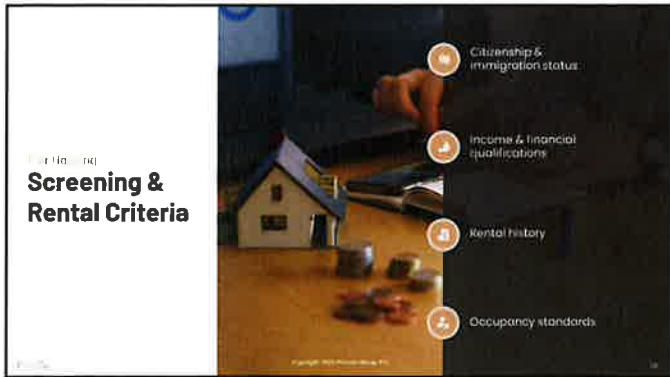 Screening &
Rental Criteria
Citizenship &
immigration status
Income & financial
qualifications
Rental history
Occupancy standards